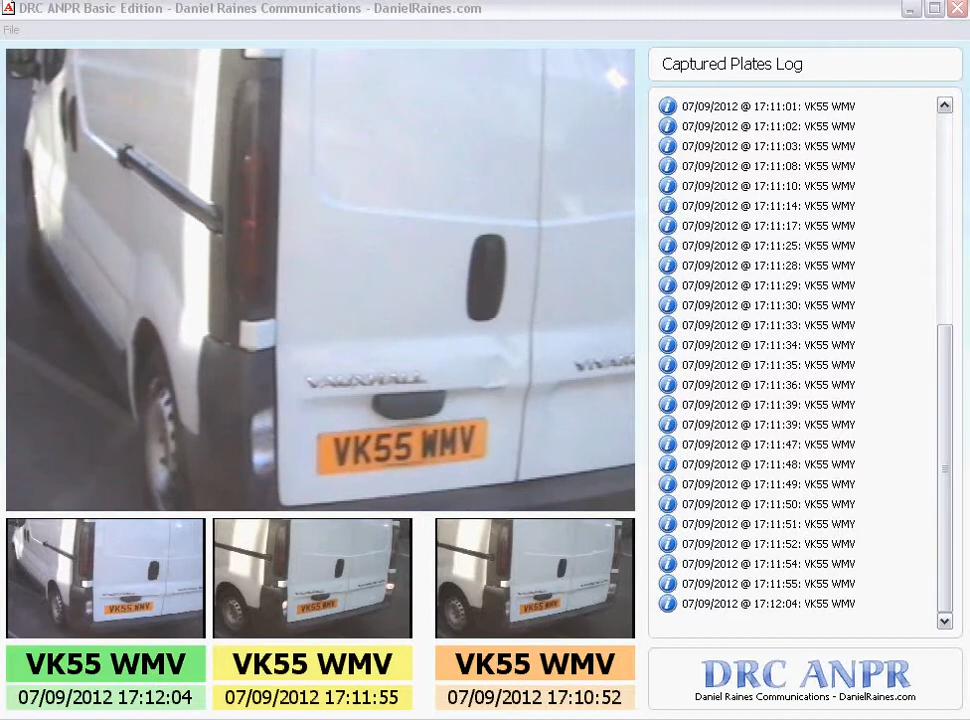 DRC ANPR Basic Edition - Daniel Raines Communications - DanielRaines.com
File
VAUXHALL
VK55 WMV
Captured Plates Log
07/09/2012 @ 17:11:01: VK55 WMV
07/09/2012 @ 17:11:02: VK55 WMV
07/09/2012 @ 17:11:03: VK55 WMV
07/09/2012 @ 17:11:08: VK55 WMV
07/09/2012 @ 17:11:10: VK55 WMV
07/09/2012 @ 17:11:14: VK55 WMY
07/09/2012 @ 17:11:17: VK55 WMV
07/09/2012 @ 17:11:25: VK55 WMV
07/09/2012 @ 17:11:28: VK55 WMY
07/09/2012 @ 17:11:29: VK55 WMV
07/09/2012 @ 17:11:30: VK55 WMY
07/09/2012 @ 17:11:33: VK55 WMV
07/09/2012 @ 17:11:34: VK55 WMV
07/09/2012 @ 17:11:35: VK55 WMY
07/09/2012 @ 17:11:36: VK55 WMY
07/09/2012 @ 17:11:39: VK55 WMY
07/09/2012 @ 17:11:39: VK55 WMY
07/09/2012 @ 17:11:47: VK55 WMV
07/09/2012 @ 17:11:48: VK55 WMV
07/09/2012 @ 17:11:49: VK55 WMV
07/09/2012 @ 17:11:50: VK55 WMY
07/09/2012 @ 17:11:51: VK55 WMY
07/09/2012 @ 17:11:52: VK55 WMY
07/09/2012 @ 17:11:54: VK55 WMV
07/09/2012 @ 17:11:55: VK55 WMV
07/09/2012 @ 17:12:04: VK55 WMV
VK55 WMV
VK55 WMV
VK55 WMV
VK55 WMV
07/09/2012 17:12:04
VK55 WMV
07/09/2012 17:11:55
VK55 WMV
07/09/2012 17:10:52
DRC ANPR
Daniel Raines Communications - DanielRaines.com